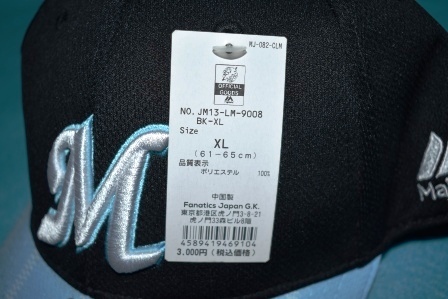 MJ-082-CLM
OFFICIAL
GOODS
NO. JM13-LM-9008
BK-XL
Size
XL
(61-65cm)
品質表示
ポリエステル 100%
中国製
Fanatics Japan G.K.
東京都港区虎ノ門3-8-21
虎ノ門33森ビル8階
4589419469104
3,000円(税込価格)
M
Ma